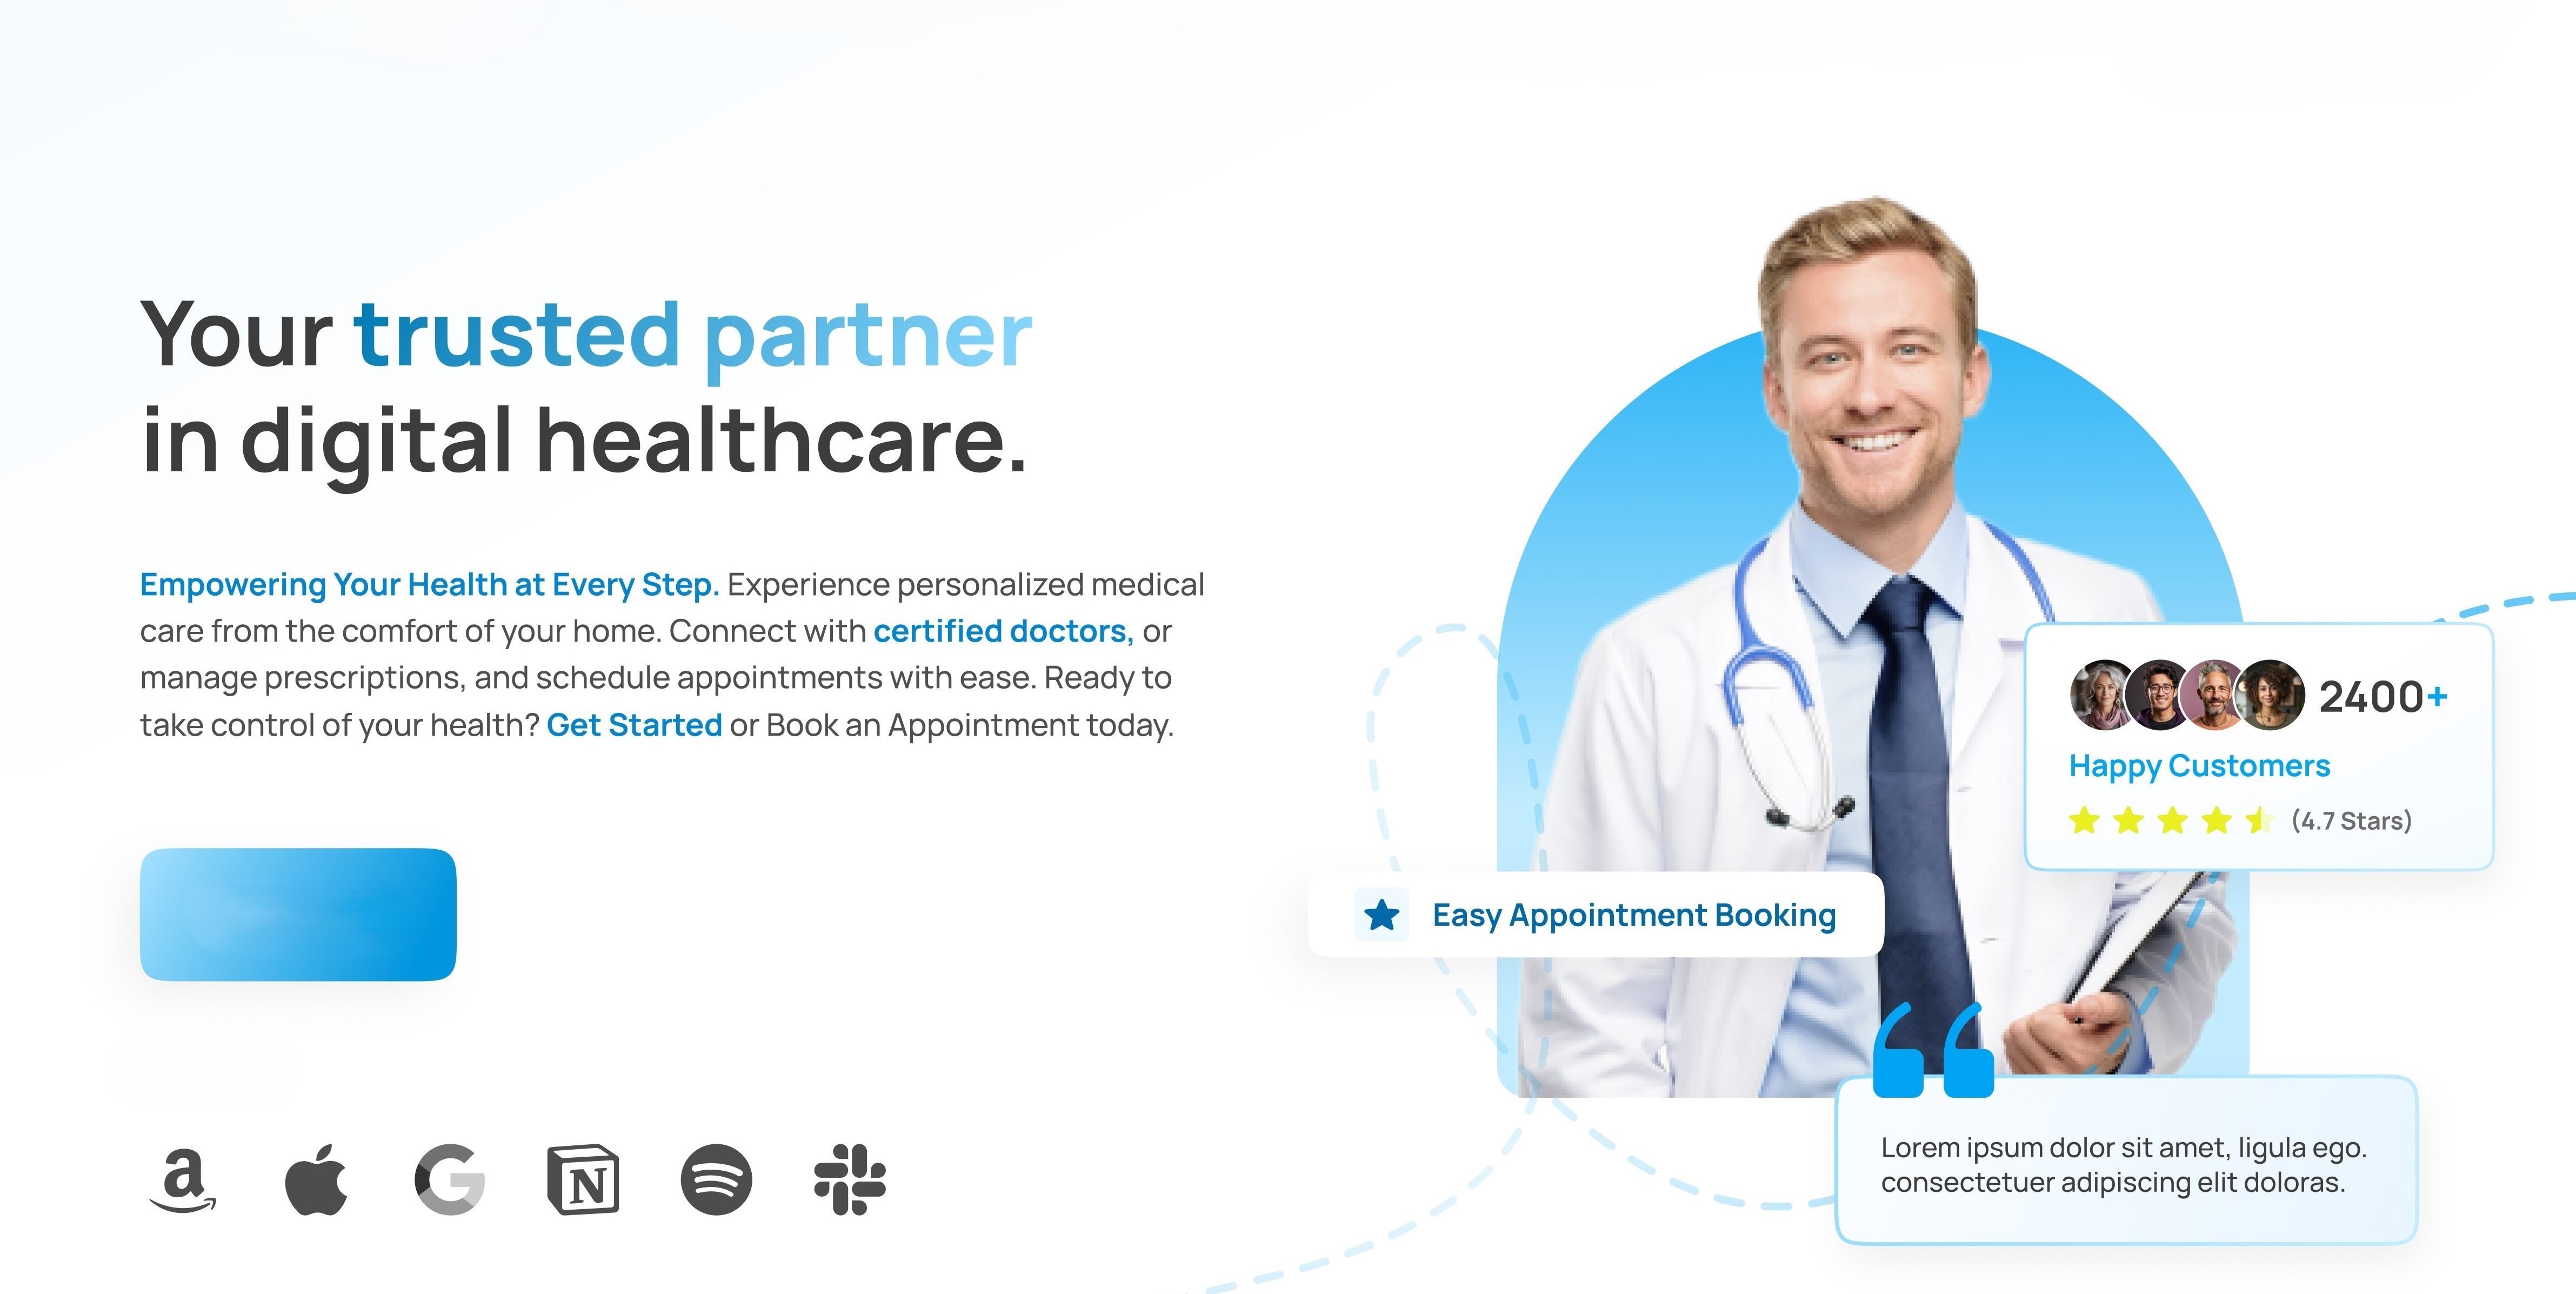 Your trusted partner
in digital healthcare.
Empowering Your Health at Every Step. Experience personalized medical
care from the comfort of your home. Connect with certified doctors, or
manage prescriptions, and schedule appointments with ease. Ready to
take control of your health? Get Started or Book an Appointment today.
2400+
Happy Customers
(4.7 Stars)
Easy Appointment Booking
Lorem ipsum dolor sit amet, ligula ego.
consectetuer adipiscing elit doloras.